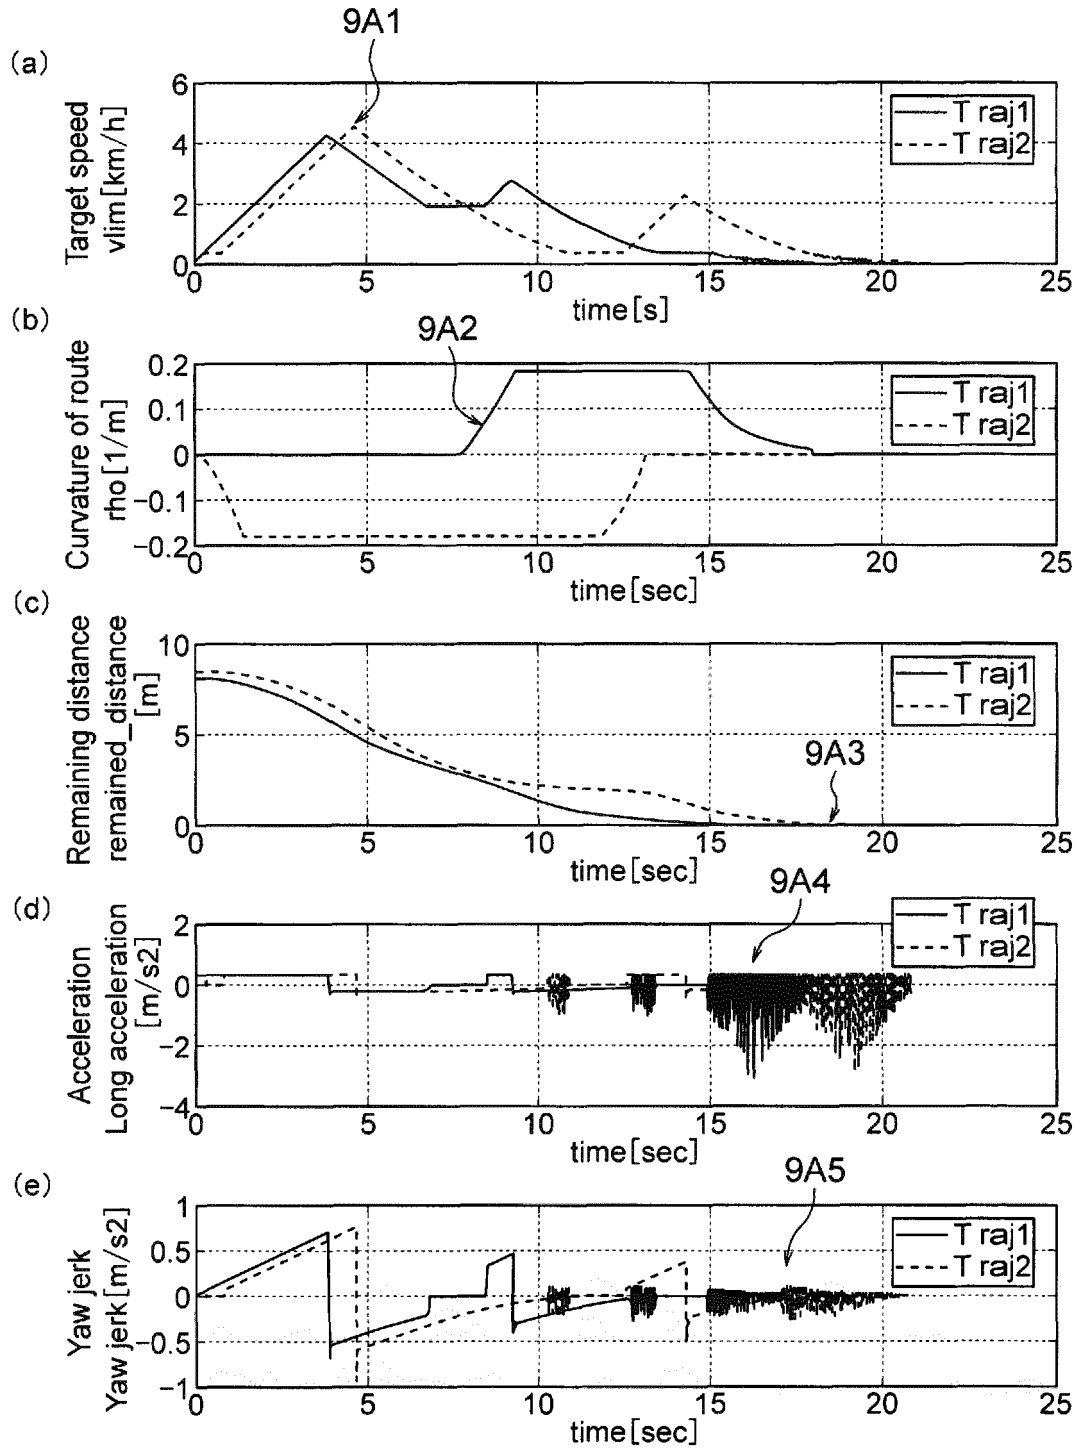 9A1
(a)
Target speed
vlim[km/h]
6
4
2
0
T raj1
T raj2
0 5 10 15 20 25
time[s]
(b)
9A2
Curvature of route
rho[1/m]
0.2
0.1
0
−0.1
−0.2
T raj1
T raj2
0 5 10 15 20 25
time[sec]
(c)
Remaining distance
remained_distance
[m]
10
5
0
T raj1
T raj2
9A3
0 5 10 15 20 25
time[sec]
(d)
9A4
Acceleration
Long acceleration
[m/s2]
2
0
−2
−4
T raj1
T raj2
0 5 10 15 20 25
time[sec]
(e)
9A5
Yaw jerk
Yaw jerk[m/s2]
1
0.5
0
−0.5
−1
T raj1
T raj2
0 5 10 15 20 25
time[sec]